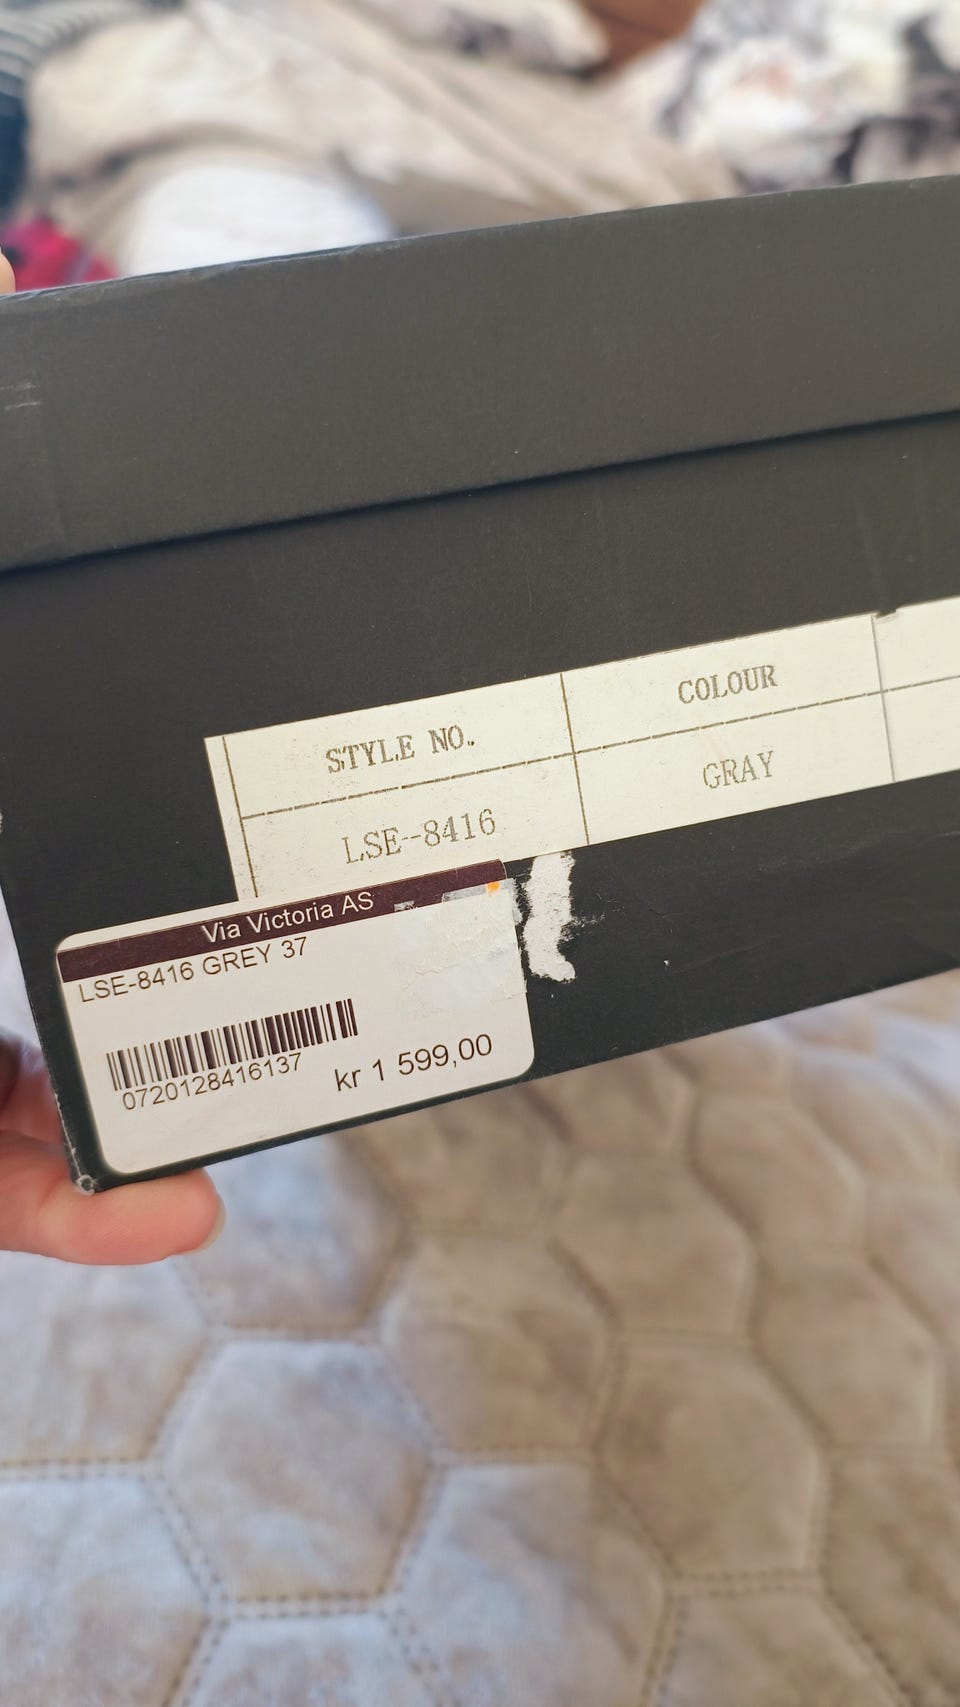 STYLE NO. COLOUR
LSE--8416 GRAY
Via Victoria AS
LSE-8416 GREY 37
0720128416137
kr 1 599,00